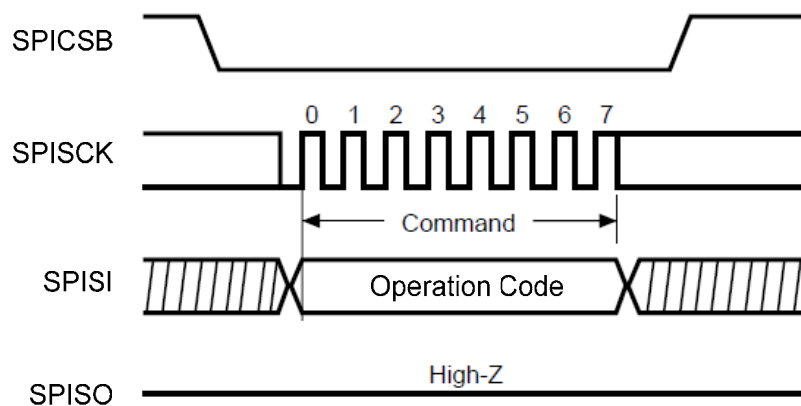 SPICSB
0 1 2 3 4 5 6 7
SPISCK
Command
SPISI
Operation Code
High-Z
SPISO